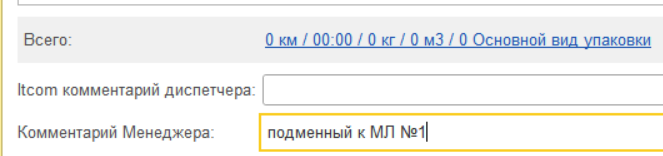 Всего: 0 км / 00:00 / 0 кг / 0 м3 / 0 Основной вид упаковки
Itcom комментарий диспетчера:
Комментарий Менеджера: подменный к МЛ №1